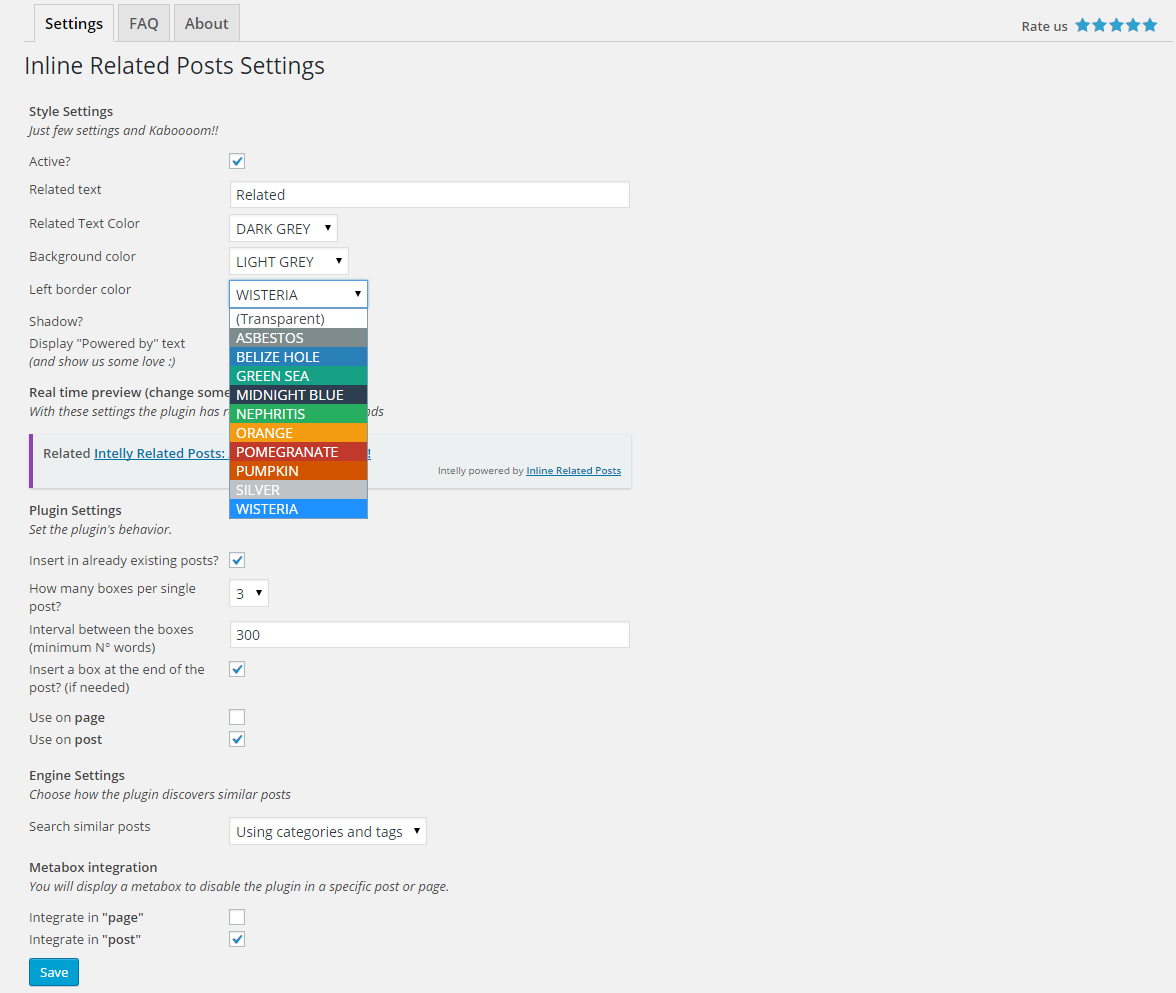 Settings FAQ About
Rate us
Inline Related Posts Settings
Style Settings
Just few settings and Kaboooom!!
Active?
Related text Related
Related Text Color DARK GREY
Background color LIGHT GREY
Left border color WISTERIA
(Transparent)
ASBESTOS
BELIZE HOLE
GREEN SEA
MIDNIGHT BLUE
NEPHRITIS
ORANGE
POMEGRANATE
PUMPKIN
SILVER
WISTERIA
Shadow?
Display "Powered by" text
(and show us some love :)
Real time preview (change some
With these settings the plugin has
Related Intelly Related Posts: !
Intelly powered by Inline Related Posts
Plugin Settings
Set the plugin's behavior.
Insert in already existing posts?
How many boxes per single 3
post?
Interval between the boxes 300
(minimum N° words)
Insert a box at the end of the
post? (if needed)
Use on page
Use on post
Engine Settings
Choose how the plugin discovers similar posts
Search similar posts Using categories and tags
Metabox integration
You will display a metabox to disable the plugin in a specific post or page.
Integrate in "page"
Integrate in "post"
Save